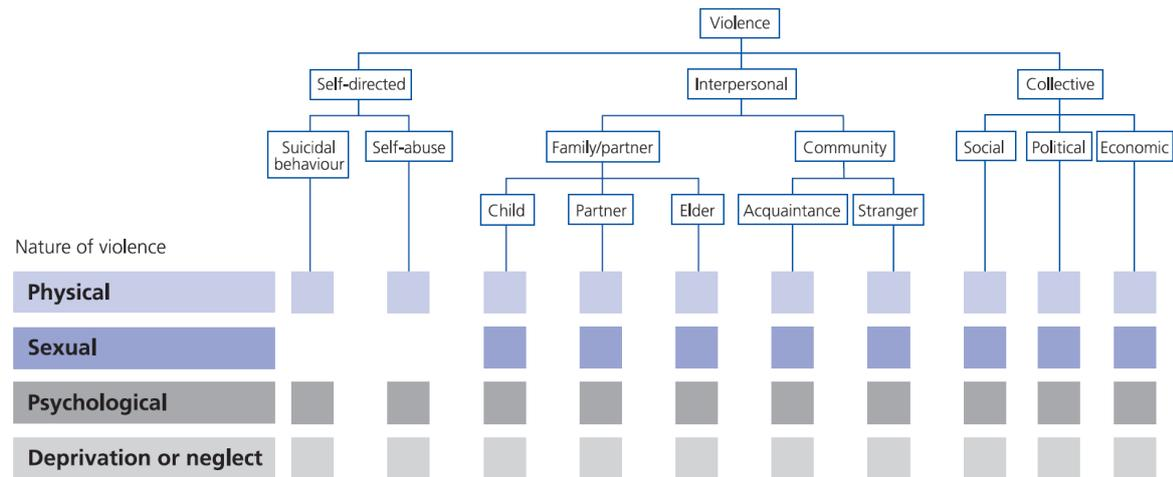 Violence
Self-directed
Interpersonal
Collective
Suicidal
behaviour
Self-abuse
Family/partner
Community
Social
Political
Economic
Child
Partner
Elder
Acquaintance
Stranger
Nature of violence
Physical
Sexual
Psychological
Deprivation or neglect